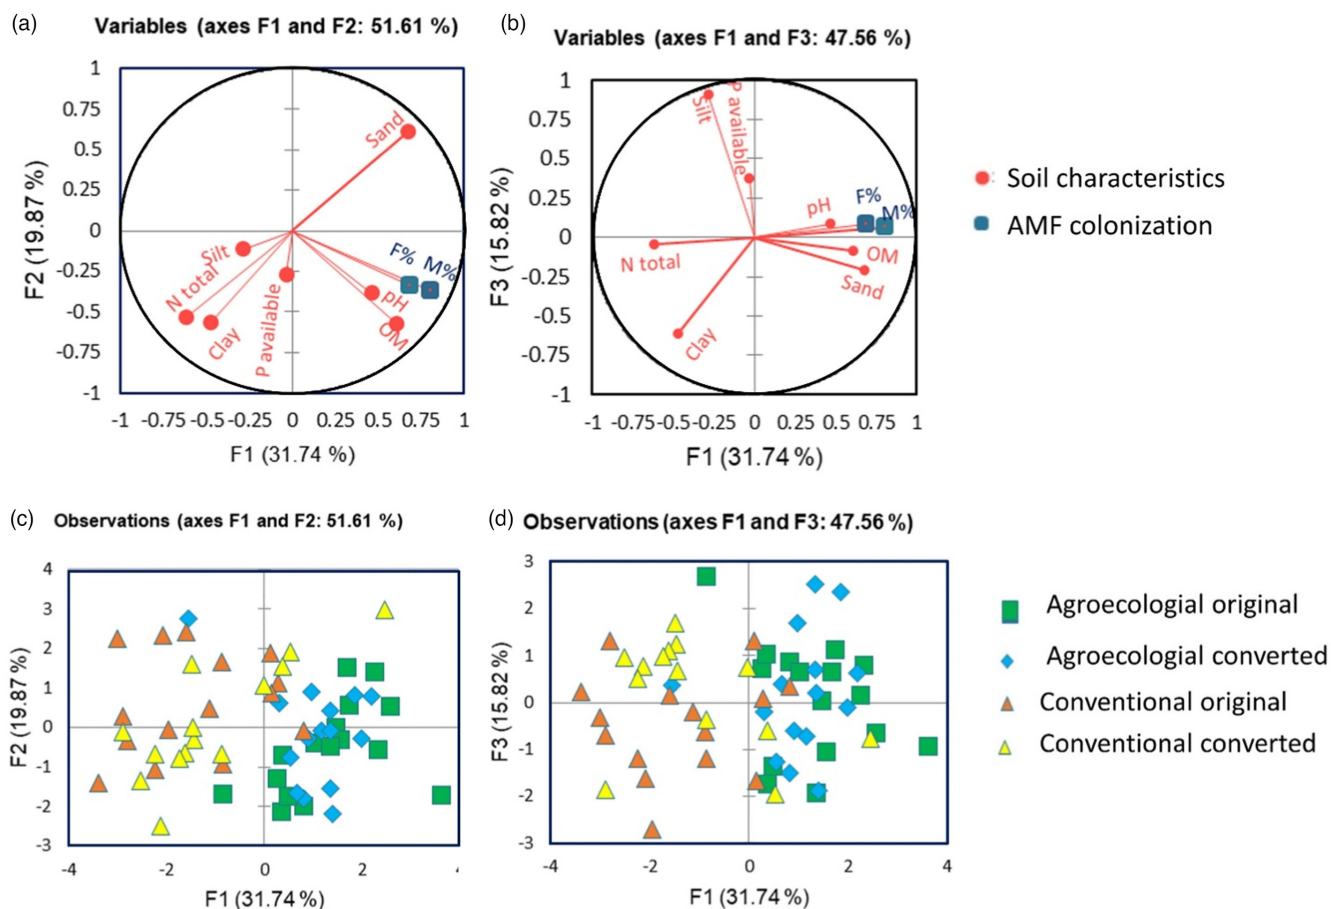 (a)
Variables (axes F1 and F2: 51.61 %)
1
0.75
0.5
0.25
0
-0.25
-0.5
-0.75
-1
F2 (19.87 %)
Sand
Silt
N total
Clay
P available
F%
M%
pH
OM
-1 -0.75 -0.5 -0.25 0 0.25 0.5 0.75 1
F1 (31.74 %)
(b)
Variables (axes F1 and F3: 47.56 %)
1
0.75
0.5
0.25
0
-0.25
-0.5
-0.75
-1
F3 (15.82 %)
Silt
P available
pH
F%
M%
N total
OM
Sand
Clay
-1 -0.75 -0.5 -0.25 0 0.25 0.5 0.75 1
F1 (31.74 %)
Soil characteristics
AMF colonization
(c)
Observations (axes F1 and F2: 51.61 %)
4
3
2
1
0
-1
-2
-3
F2 (19.87 %)
-4 -2 0 2
F1 (31.74 %)
(d)
Observations (axes F1 and F3: 47.56 %)
3
2
1
0
-1
-2
-3
F3 (15.82 %)
-4 -2 0 2 4
F1 (31.74 %)
Agroecologial original
Agroecologial converted
Conventional original
Conventional converted